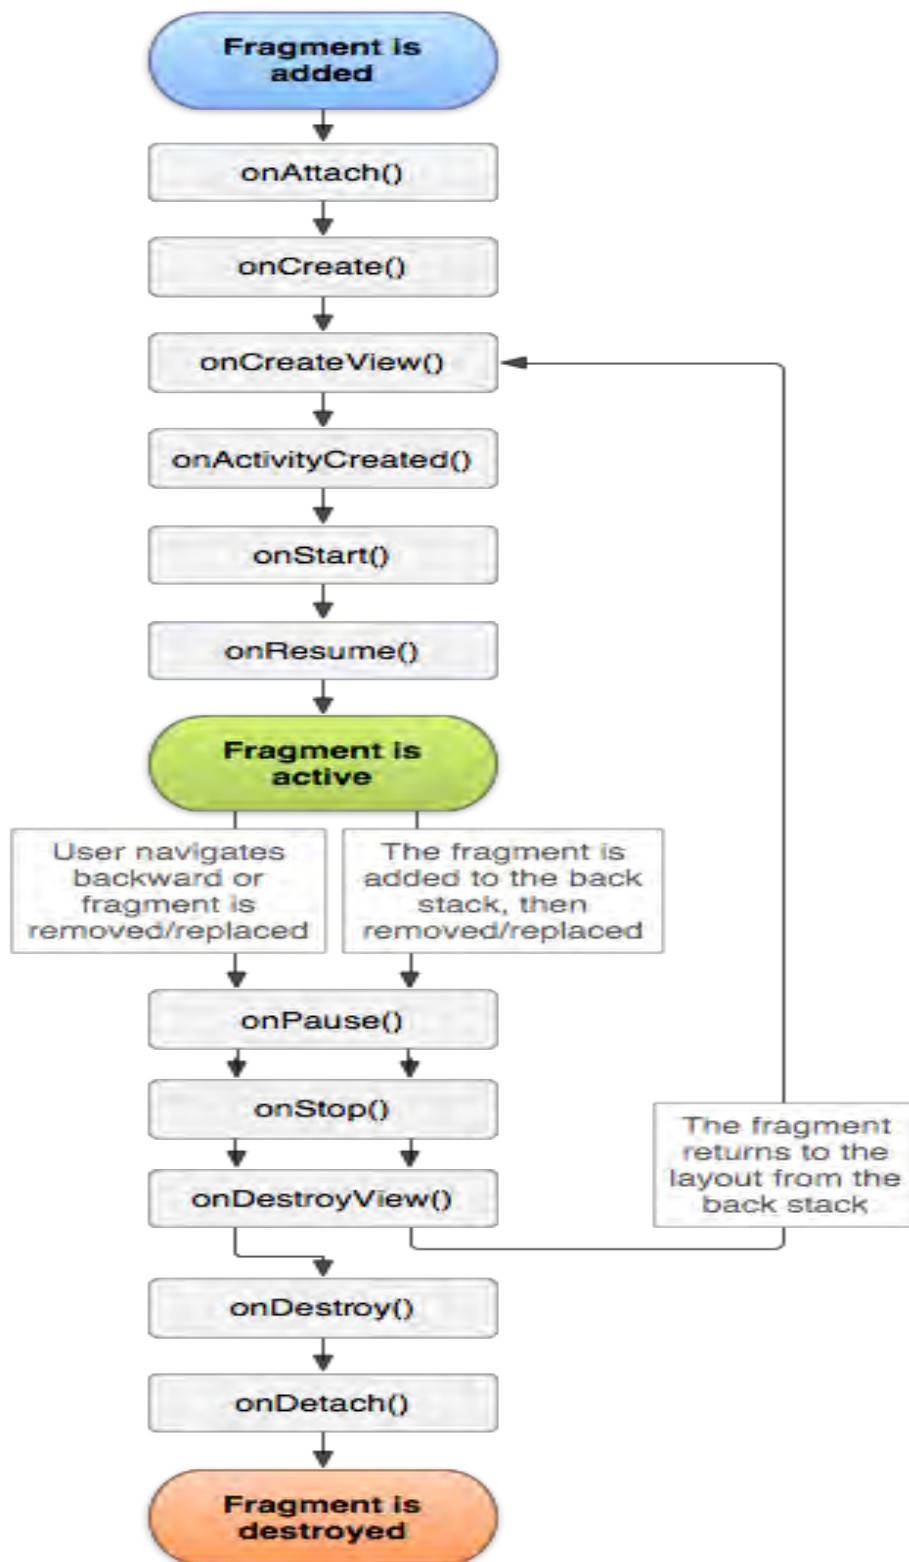 Fragment is
added
onAttach()
onCreate()
onCreateView()
onActivityCreated()
onStart()
onResume()
Fragment is
active
User navigates
backward or
fragment is
removed/replaced
The fragment is
added to the back
stack, then
removed/replaced
onPause()
onStop()
onDestroyView()
The fragment
returns to the
layout from the
back stack
onDestroy()
onDetach()
Fragment is
destroyed